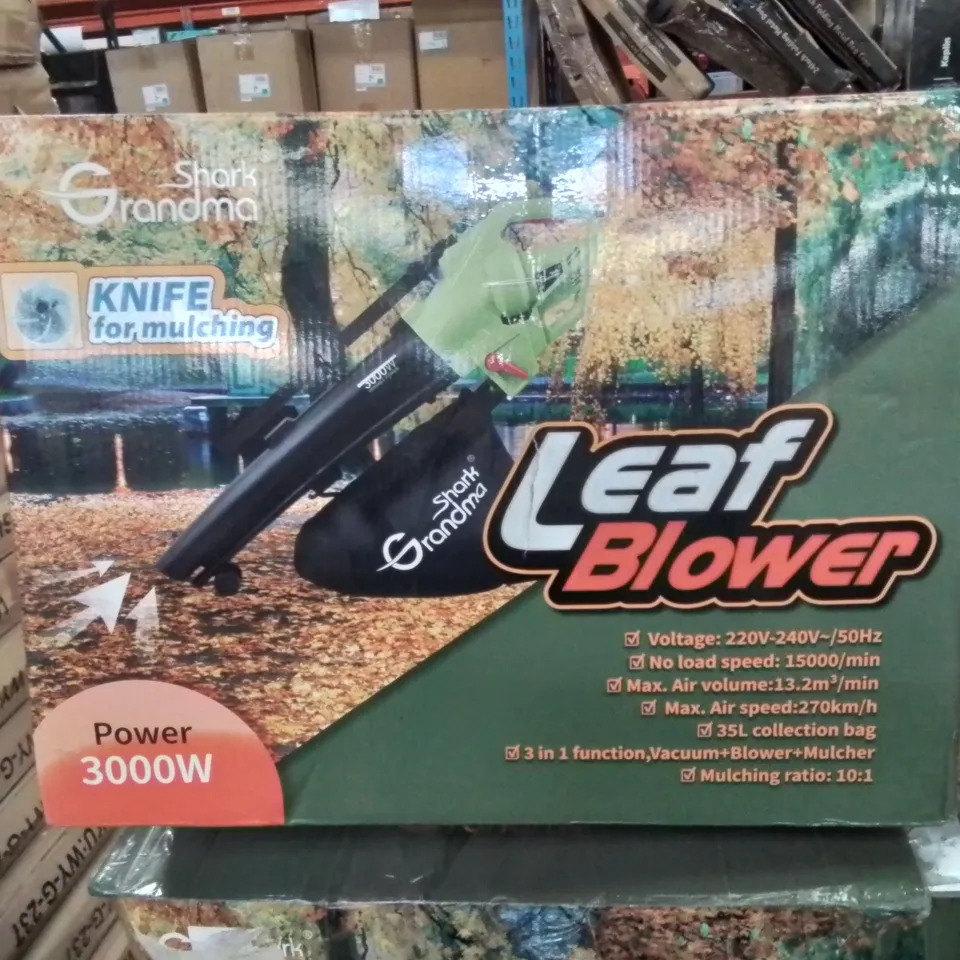 Keplin
Shark
Grandma
KNIFE
for mulching
3000W
Shark
Grandma
Leaf
Blower
Voltage: 220V-240V~/50Hz
No load speed: 15000/min
Max. Air volume:13.2m³/min
Max. Air speed:270km/h
35L collection bag
3 in 1 function,Vacuum+Blower+Mulcher
Mulching ratio: 10:1
Power
3000W